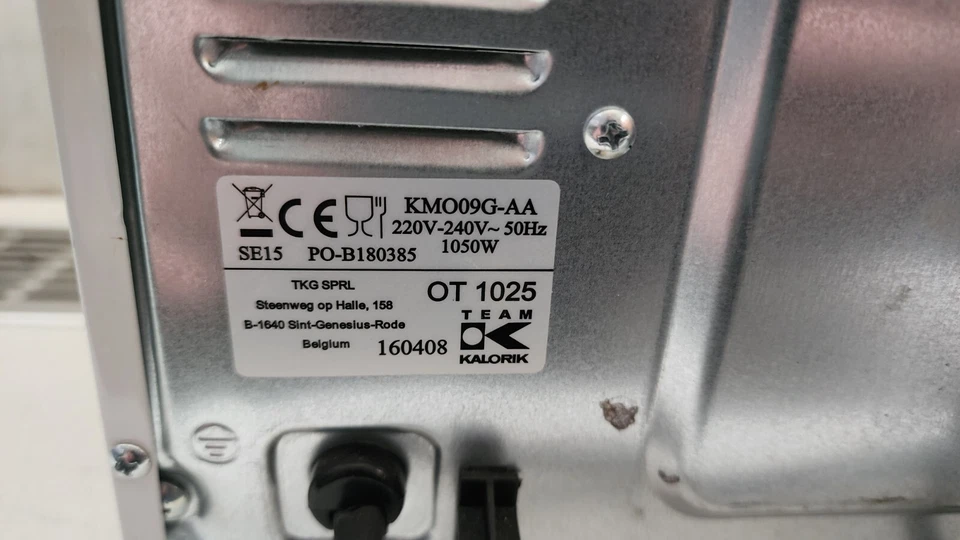 CE
KMO09G-AA
220V-240V~ 50Hz
1050W
SE15 PO-B180385
TKG SPRL
Steenweg op Halle, 158
B-1640 Sint-Genesius-Rode
Belgium
160408
OT 1025
TEAM
K
KALORIK